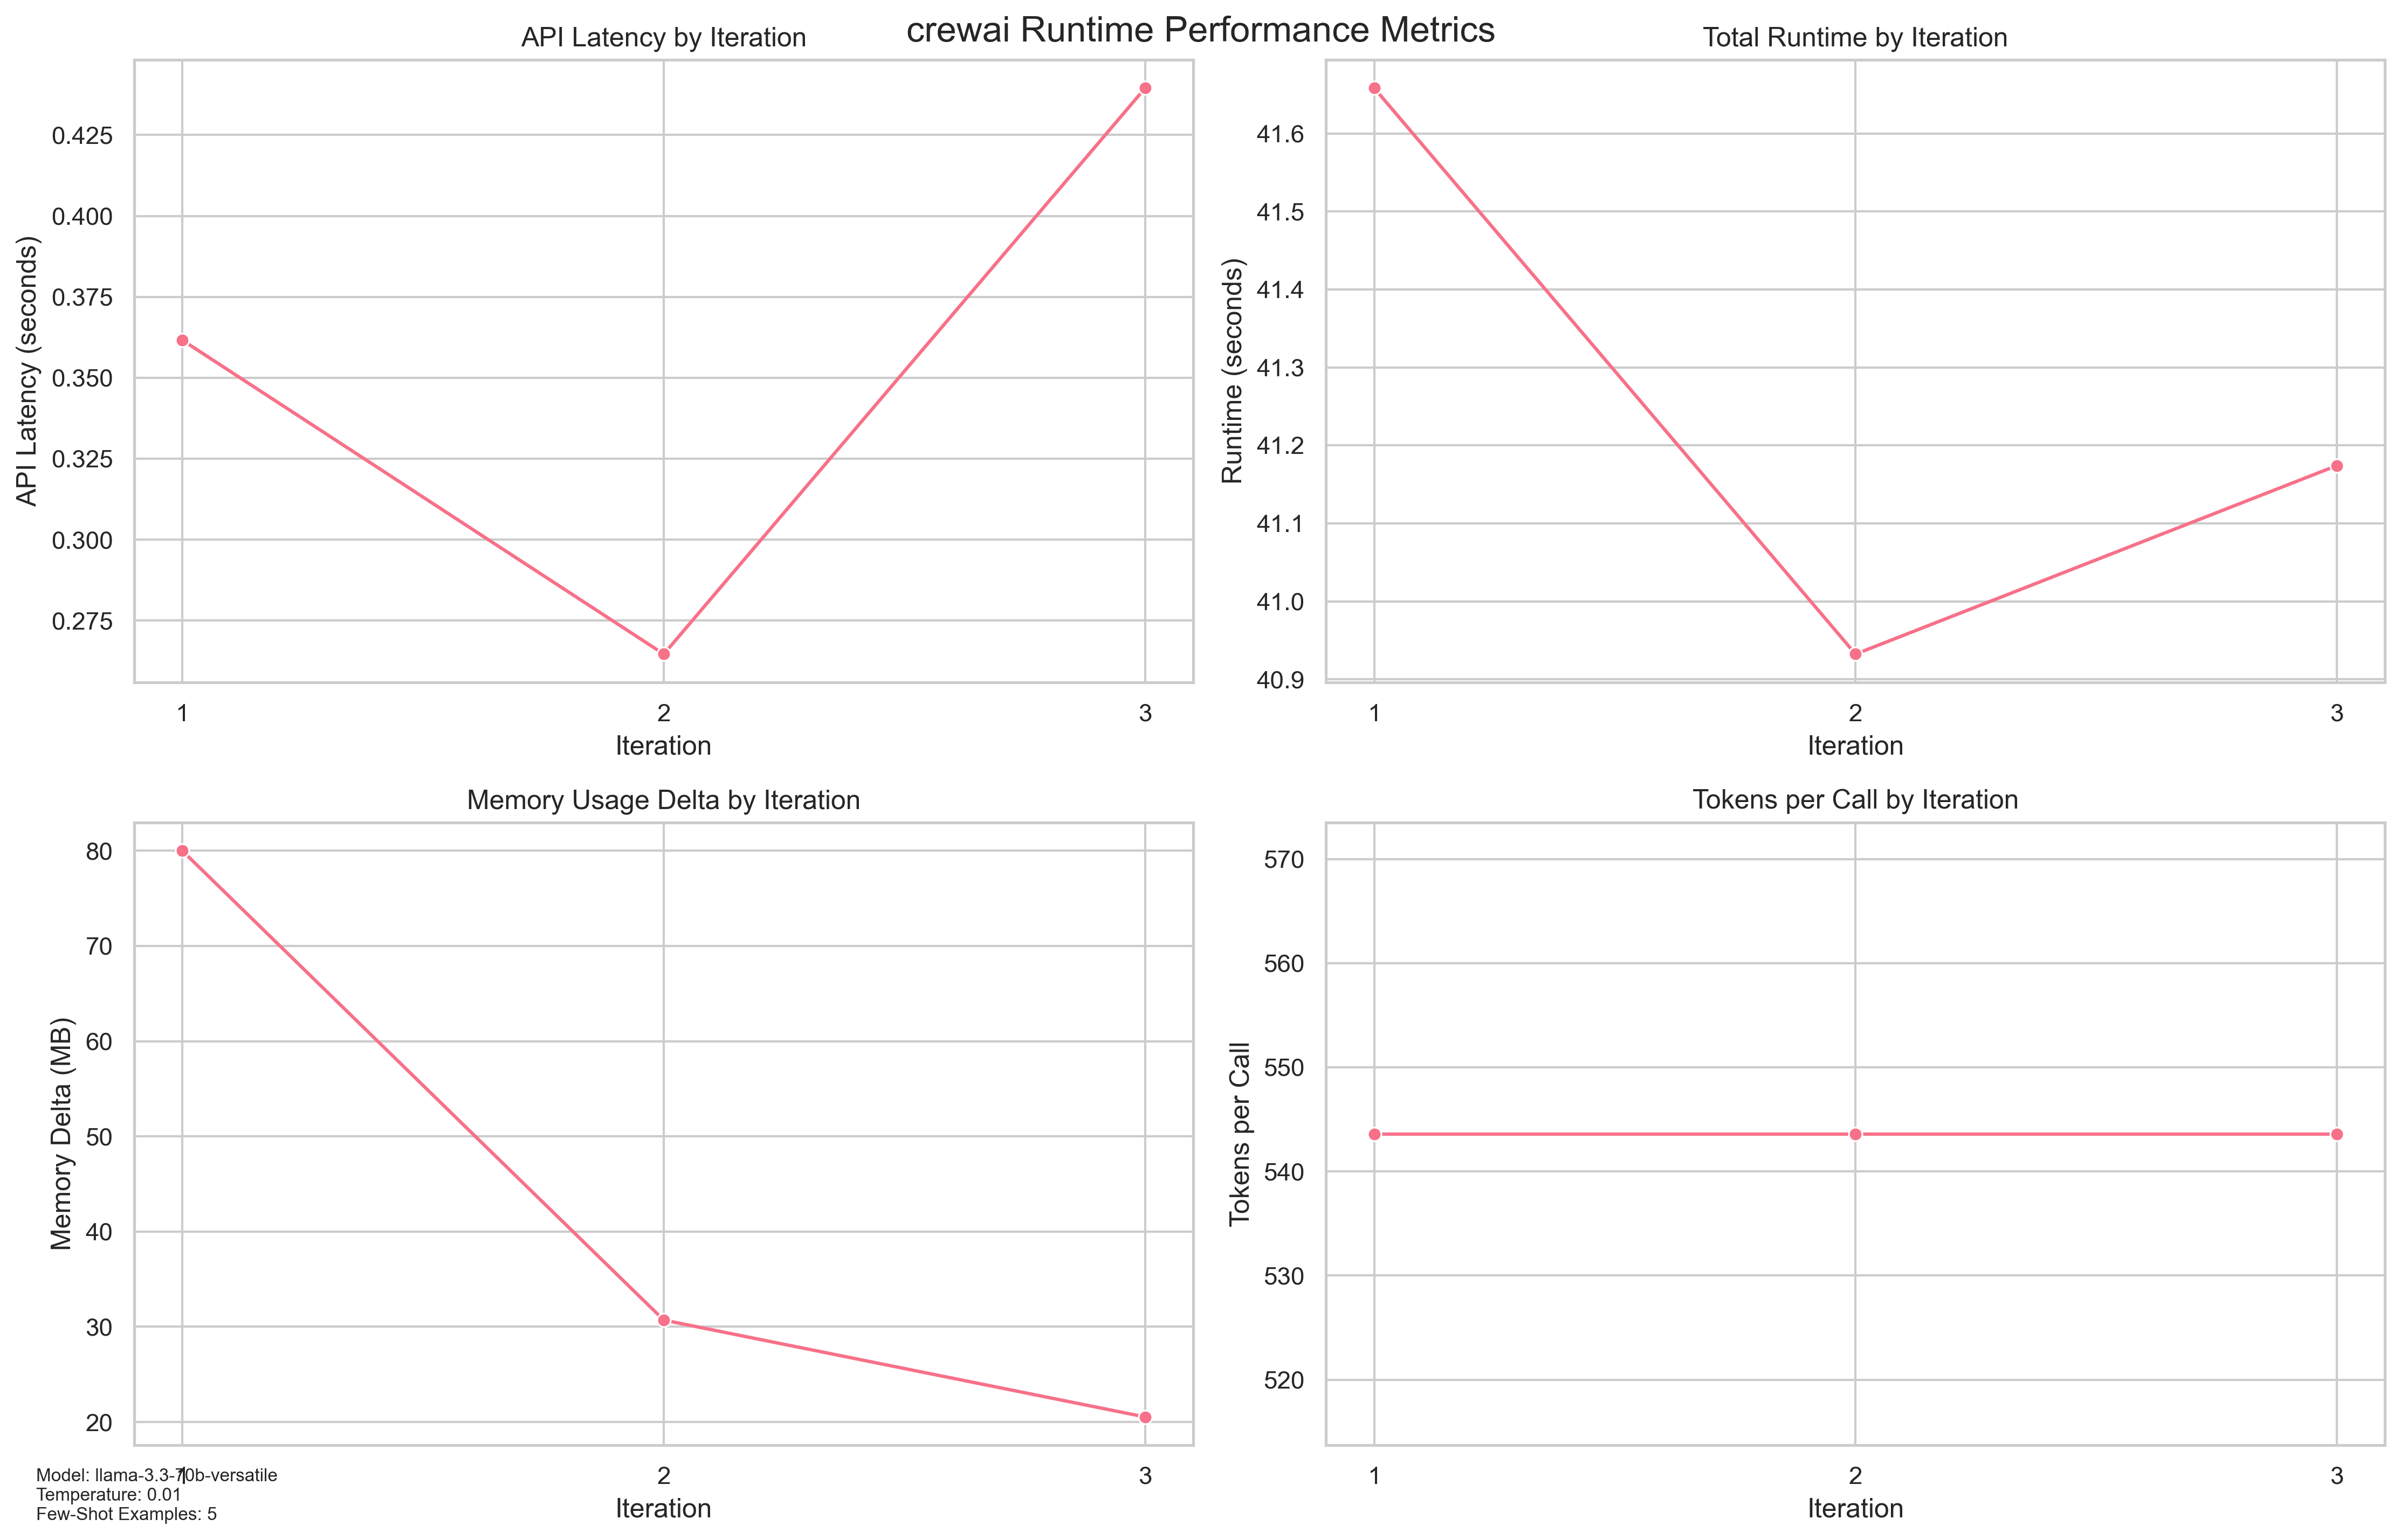 crewai Runtime Performance Metrics
API Latency by Iteration
API Latency (seconds)
0.425
0.400
0.375
0.350
0.325
0.300
0.275
1 2 3
Iteration
Total Runtime by Iteration
Runtime (seconds)
41.6
41.5
41.4
41.3
41.2
41.1
41.0
40.9
1 2 3
Iteration
Memory Usage Delta by Iteration
Memory Delta (MB)
80
70
60
50
40
30
20
1 2 3
Iteration
Tokens per Call by Iteration
Tokens per Call
570
560
550
540
530
520
1 2 3
Iteration
Model: llama-3.3-70b-versatile
Temperature: 0.01
Few-Shot Examples: 5